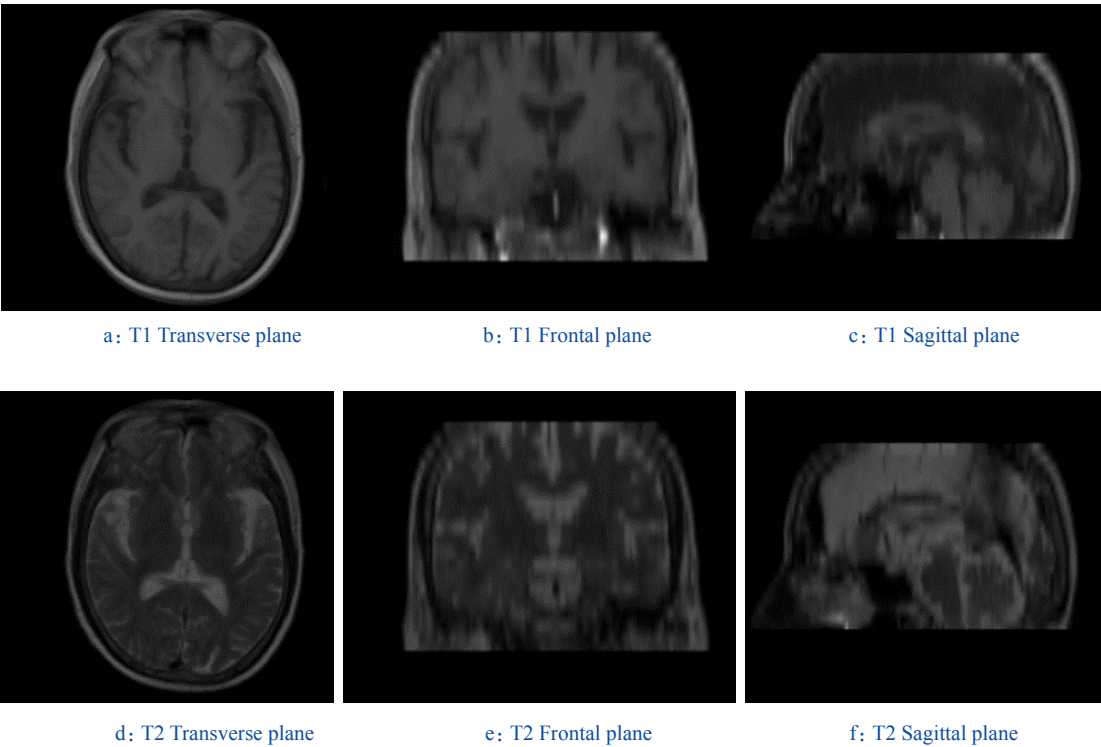 a：T1 Transverse plane
b：T1 Frontal plane
c：T1 Sagittal plane
d：T2 Transverse plane
e：T2 Frontal plane
f：T2 Sagittal plane